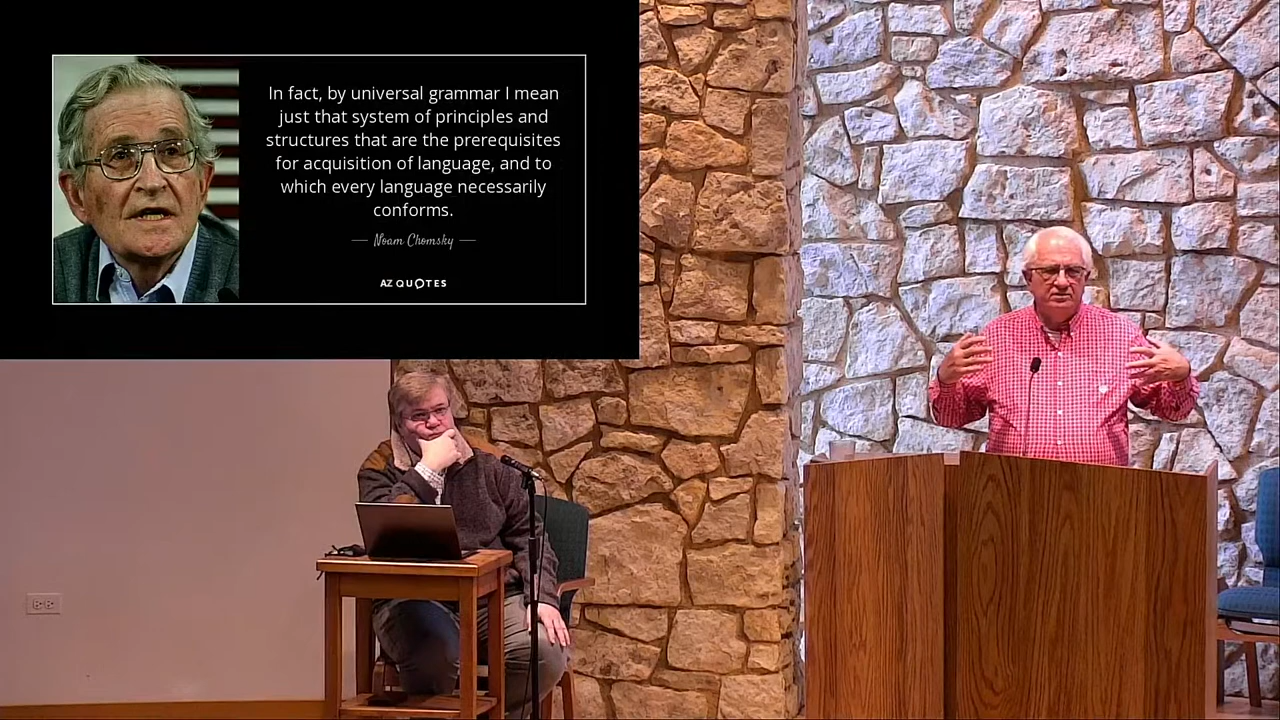 In fact, by universal grammar I mean
just that system of principles and
structures that are the prerequisites
for acquisition of language, and to
which every language necessarily
conforms.
— Noam Chomsky —
AZ QUOTES